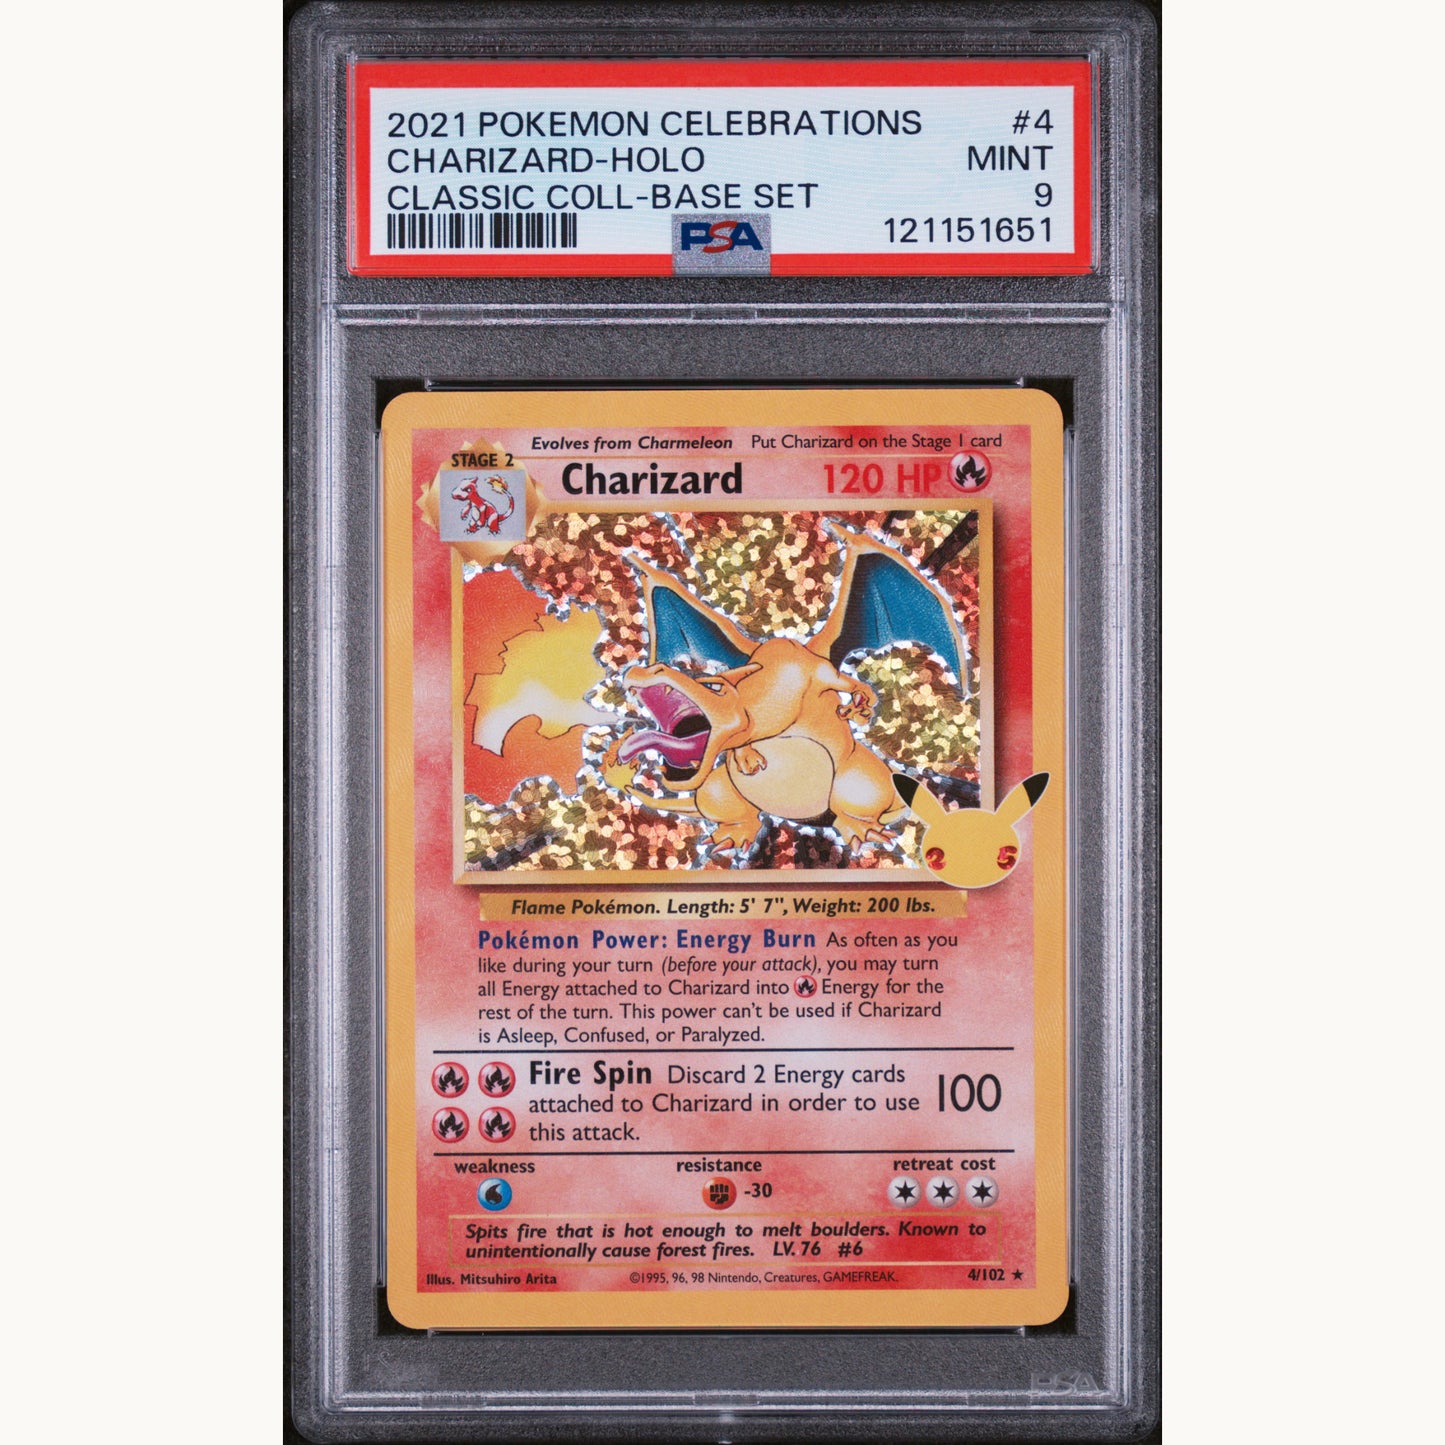 2021 POKEMON CELEBRATIONS #4
CHARIZARD-HOLO MINT
CLASSIC COLL-BASE SET 9
PSA 121151651
Evolves from Charmeleon Put Charizard on the Stage 1 card
STAGE 2
Charizard 120 HP
25
Flame Pokémon. Length: 5' 7", Weight: 200 lbs.
Pokémon Power: Energy Burn As often as you
like during your turn (before your attack), you may turn
all Energy attached to Charizard into Energy for the
rest of the turn. This power can't be used if Charizard
is Asleep, Confused, or Paralyzed.
Fire Spin Discard 2 Energy cards
attached to Charizard in order to use 100
this attack.
weakness resistance retreat cost
-30
Spits fire that is hot enough to melt boulders. Known to
unintentionally cause forest fires. LV. 76 #6
Illus. Mitsuhiro Arita ©1995, 96, 98 Nintendo, Creatures, GAMEFREAK. 4/102 ★
PSA